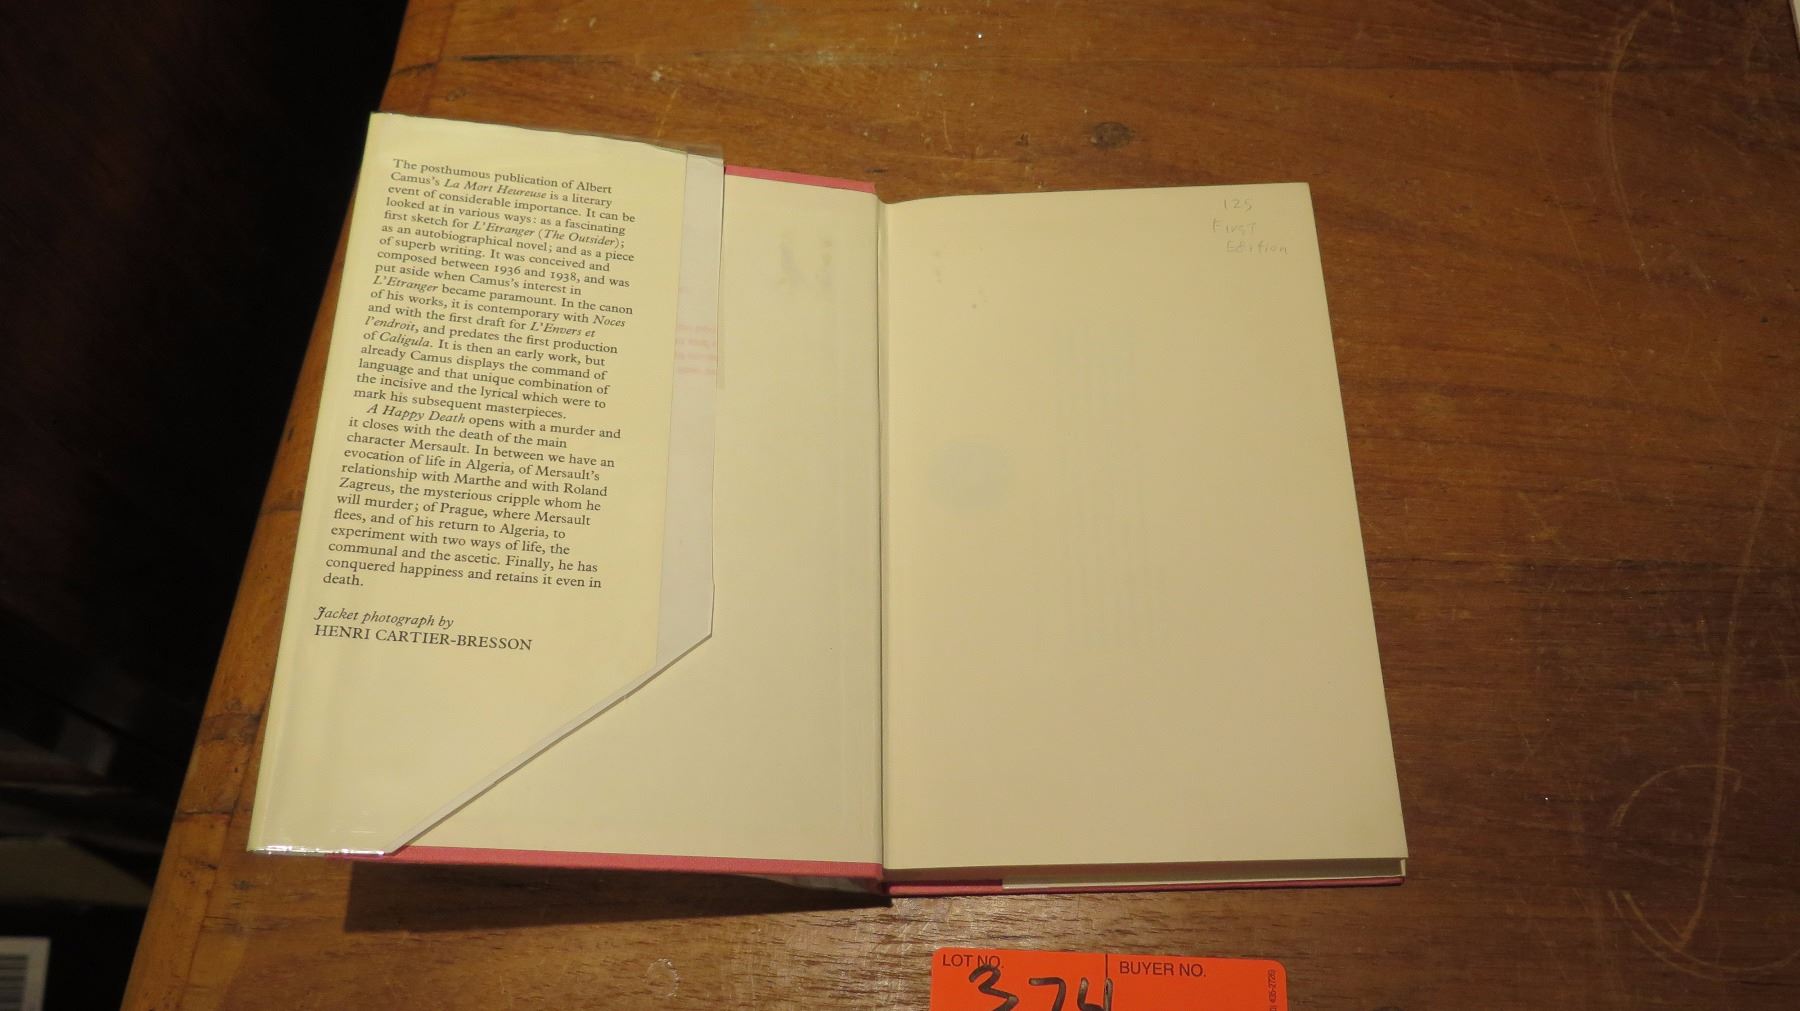 The posthumous publication of Albert
Camus's La Mort Heureuse is a literary
event of considerable importance. It can be
looked at in various ways: as a fascinating
first sketch for L'Etranger (The Outsider);
as an autobiographical novel; and as a piece
of superb writing. It was conceived and
composed between 1936 and 1938, and was
put aside when Camus's interest in
L'Etranger became paramount. In the canon
of his works, it is contemporary with Noces
and with the first draft for L'Envers et
l'endroit, and predates the first production
of Caligula. It is then an early work, but
already Camus displays the command of
language and that unique combination of
the incisive and the lyrical which were to
mark his subsequent masterpieces.
A Happy Death opens with a murder and
it closes with the death of the main
character Mersault. In between we have an
evocation of life in Algeria, of Mersault's
relationship with Marthe and with Roland
Zagreus, the mysterious cripple whom he
will murder; of Prague, where Mersault
flees, and of his return to Algeria, to
experiment with two ways of life, the
communal and the ascetic. Finally, he has
conquered happiness and retains it even in
death.
Jacket photograph by
HENRI CARTIER-BRESSON
125
First
Edition
LOT NO.
BUYER NO.
374